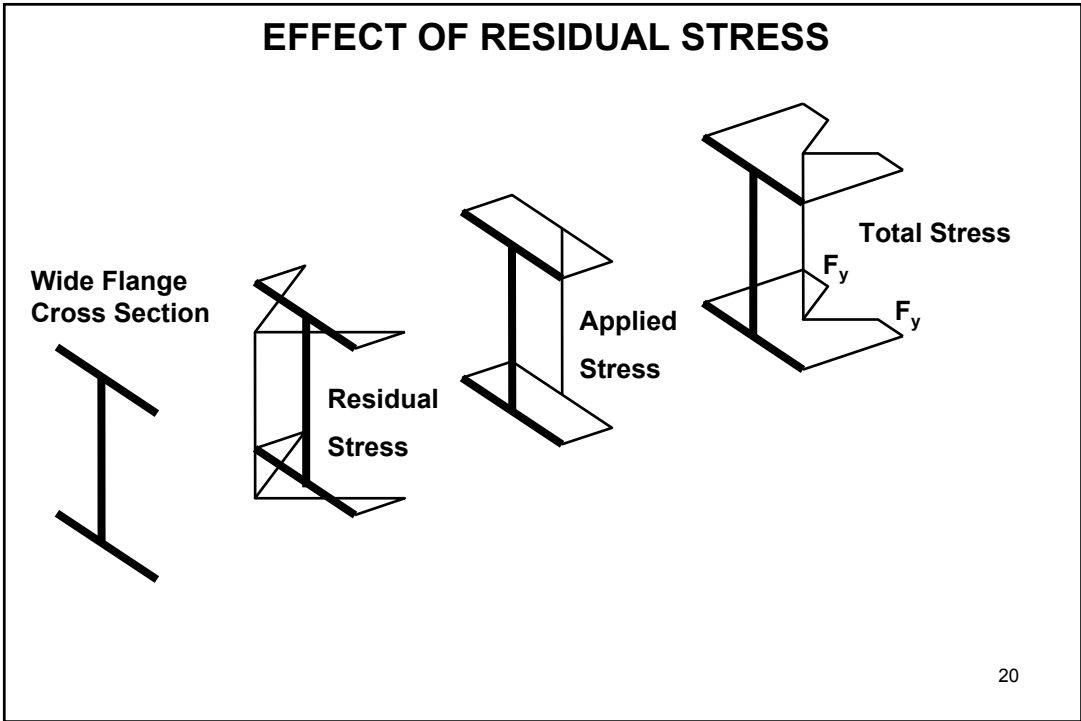 EFFECT OF RESIDUAL STRESS
Wide Flange
Cross Section
Residual
Stress
Applied
Stress
Total Stress
Fy
Fy
20